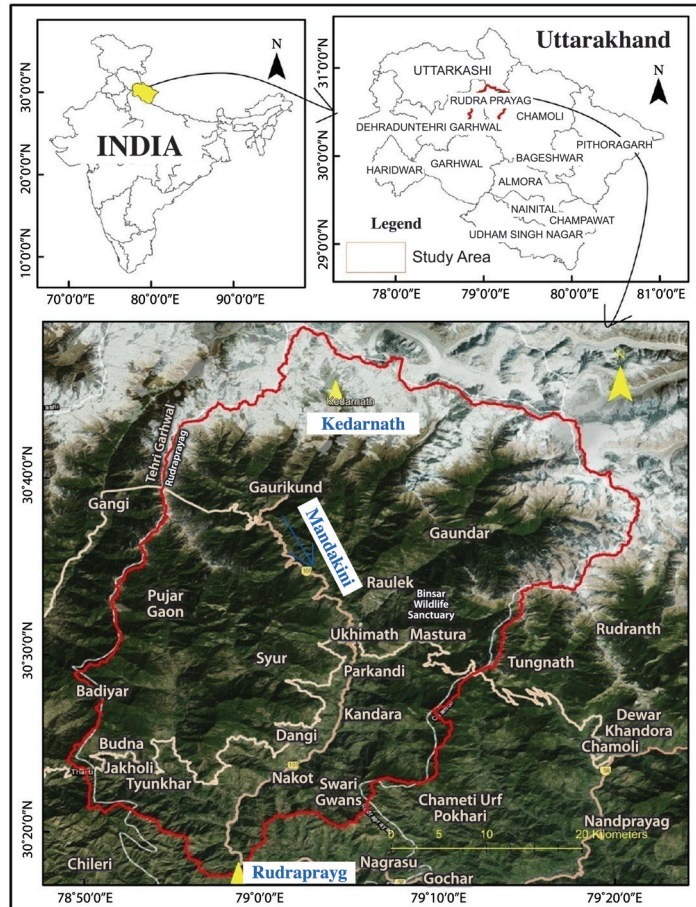 N
30°0'0"N
INDIA
20°0'0"N
10°0'0"N
70°0'0"E
80°0'0"E
90°0'0"E
Uttarakhand
31°0'0"N
UTTARKASHI
N
RUDRA PRAYAG
CHAMOLI
DEHRADUN
TEHRI GARHWAL
PITHORAGARH
30°0'0"N
HARIDWAR
GARHWAL
BAGESHWAR
ALMORA
NAINITAL
CHAMPAWAT
Legend
UDHAM SINGH NAGAR
29°0'0"N
Study Area
78°0'0"E
79°0'0"E
80°0'0"E
81°0'0"E
N
Kedarnath
Kedarnath
Tehri Garhwal
Rudraprayag
30°40'0"N
Gangi
Gaurikund
Mandakini
Gaundar
Pujar
Gaon
Raulek
Binsar
Wildlife
Sanctuary
30°30'0"N
Ukhimath
Mastura
Rudranth
Syur
Parkandi
Tungnath
Badiyar
Kandara
Dewar
Khandora
Budna
Dangi
Chamoli
Jakholi
Tyunkhar
Nakot
Swari
Gwans
Chameti Urf
Pokhari
Nandprayag
30°20'0"N
0 5 10 20 Kilometers
Chileri
Rudraprayg
Nagrasu
Gochar
78°50'0"E
79°0'0"E
79°10'0"E
79°20'0"E